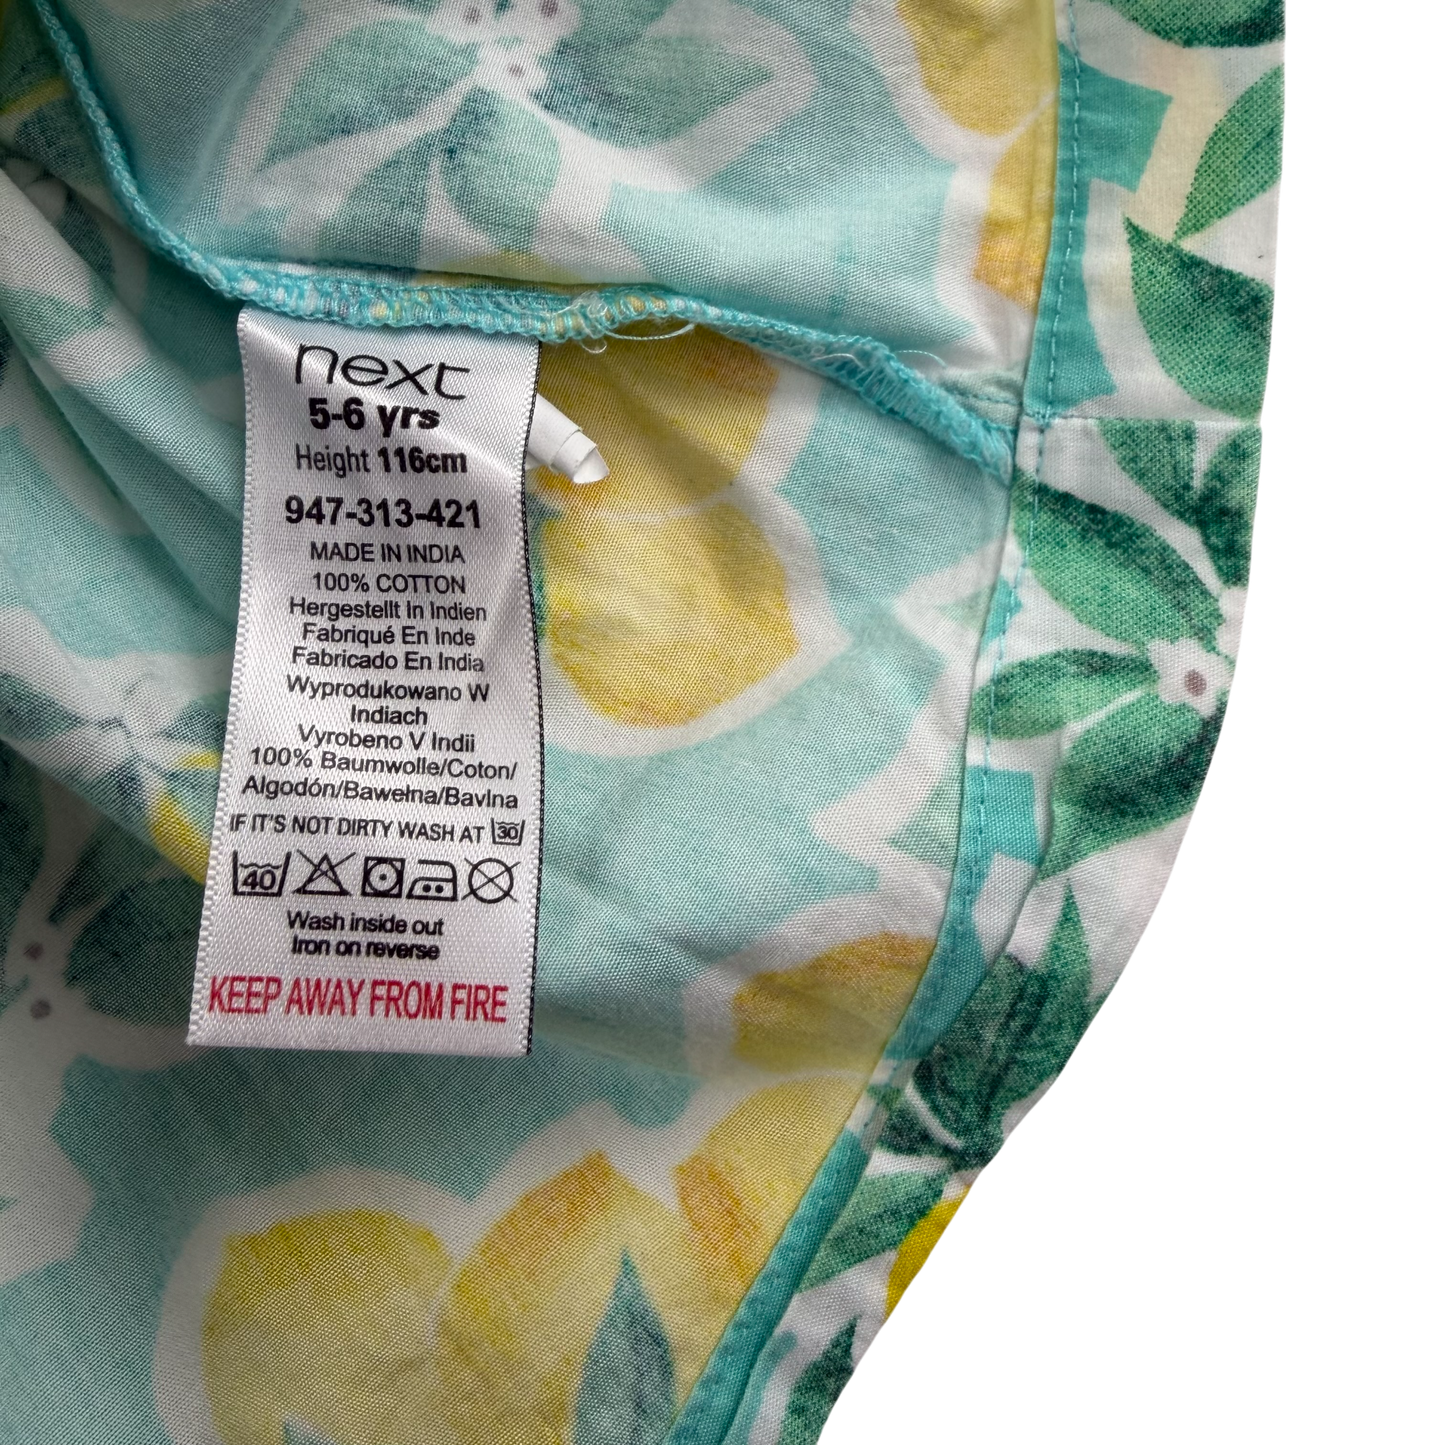 next
5-6 yrs
Height 116cm
947-313-421
MADE IN INDIA
100% COTTON
Hergestellt In Indien
Fabriqué En Inde
Fabricado En India
Wyprodukowano W
Indiach
Vyrobeno V Indii
100% Baumwolle/Coton/
Algodón/Bawełna/Bavlna
IF IT'S NOT DIRTY WASH AT 30
40
Wash inside out
Iron on reverse
KEEP AWAY FROM FIRE